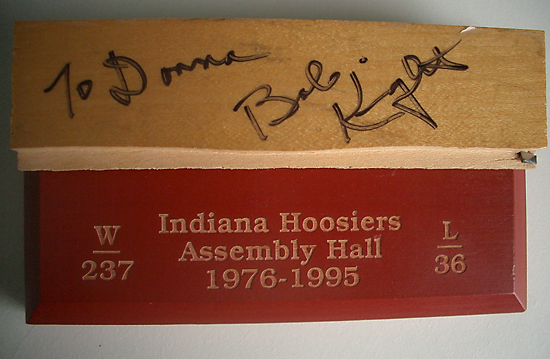 To Donna
Bob Knight
W
237
Indiana Hoosiers
Assembly Hall
1976-1995
L
36